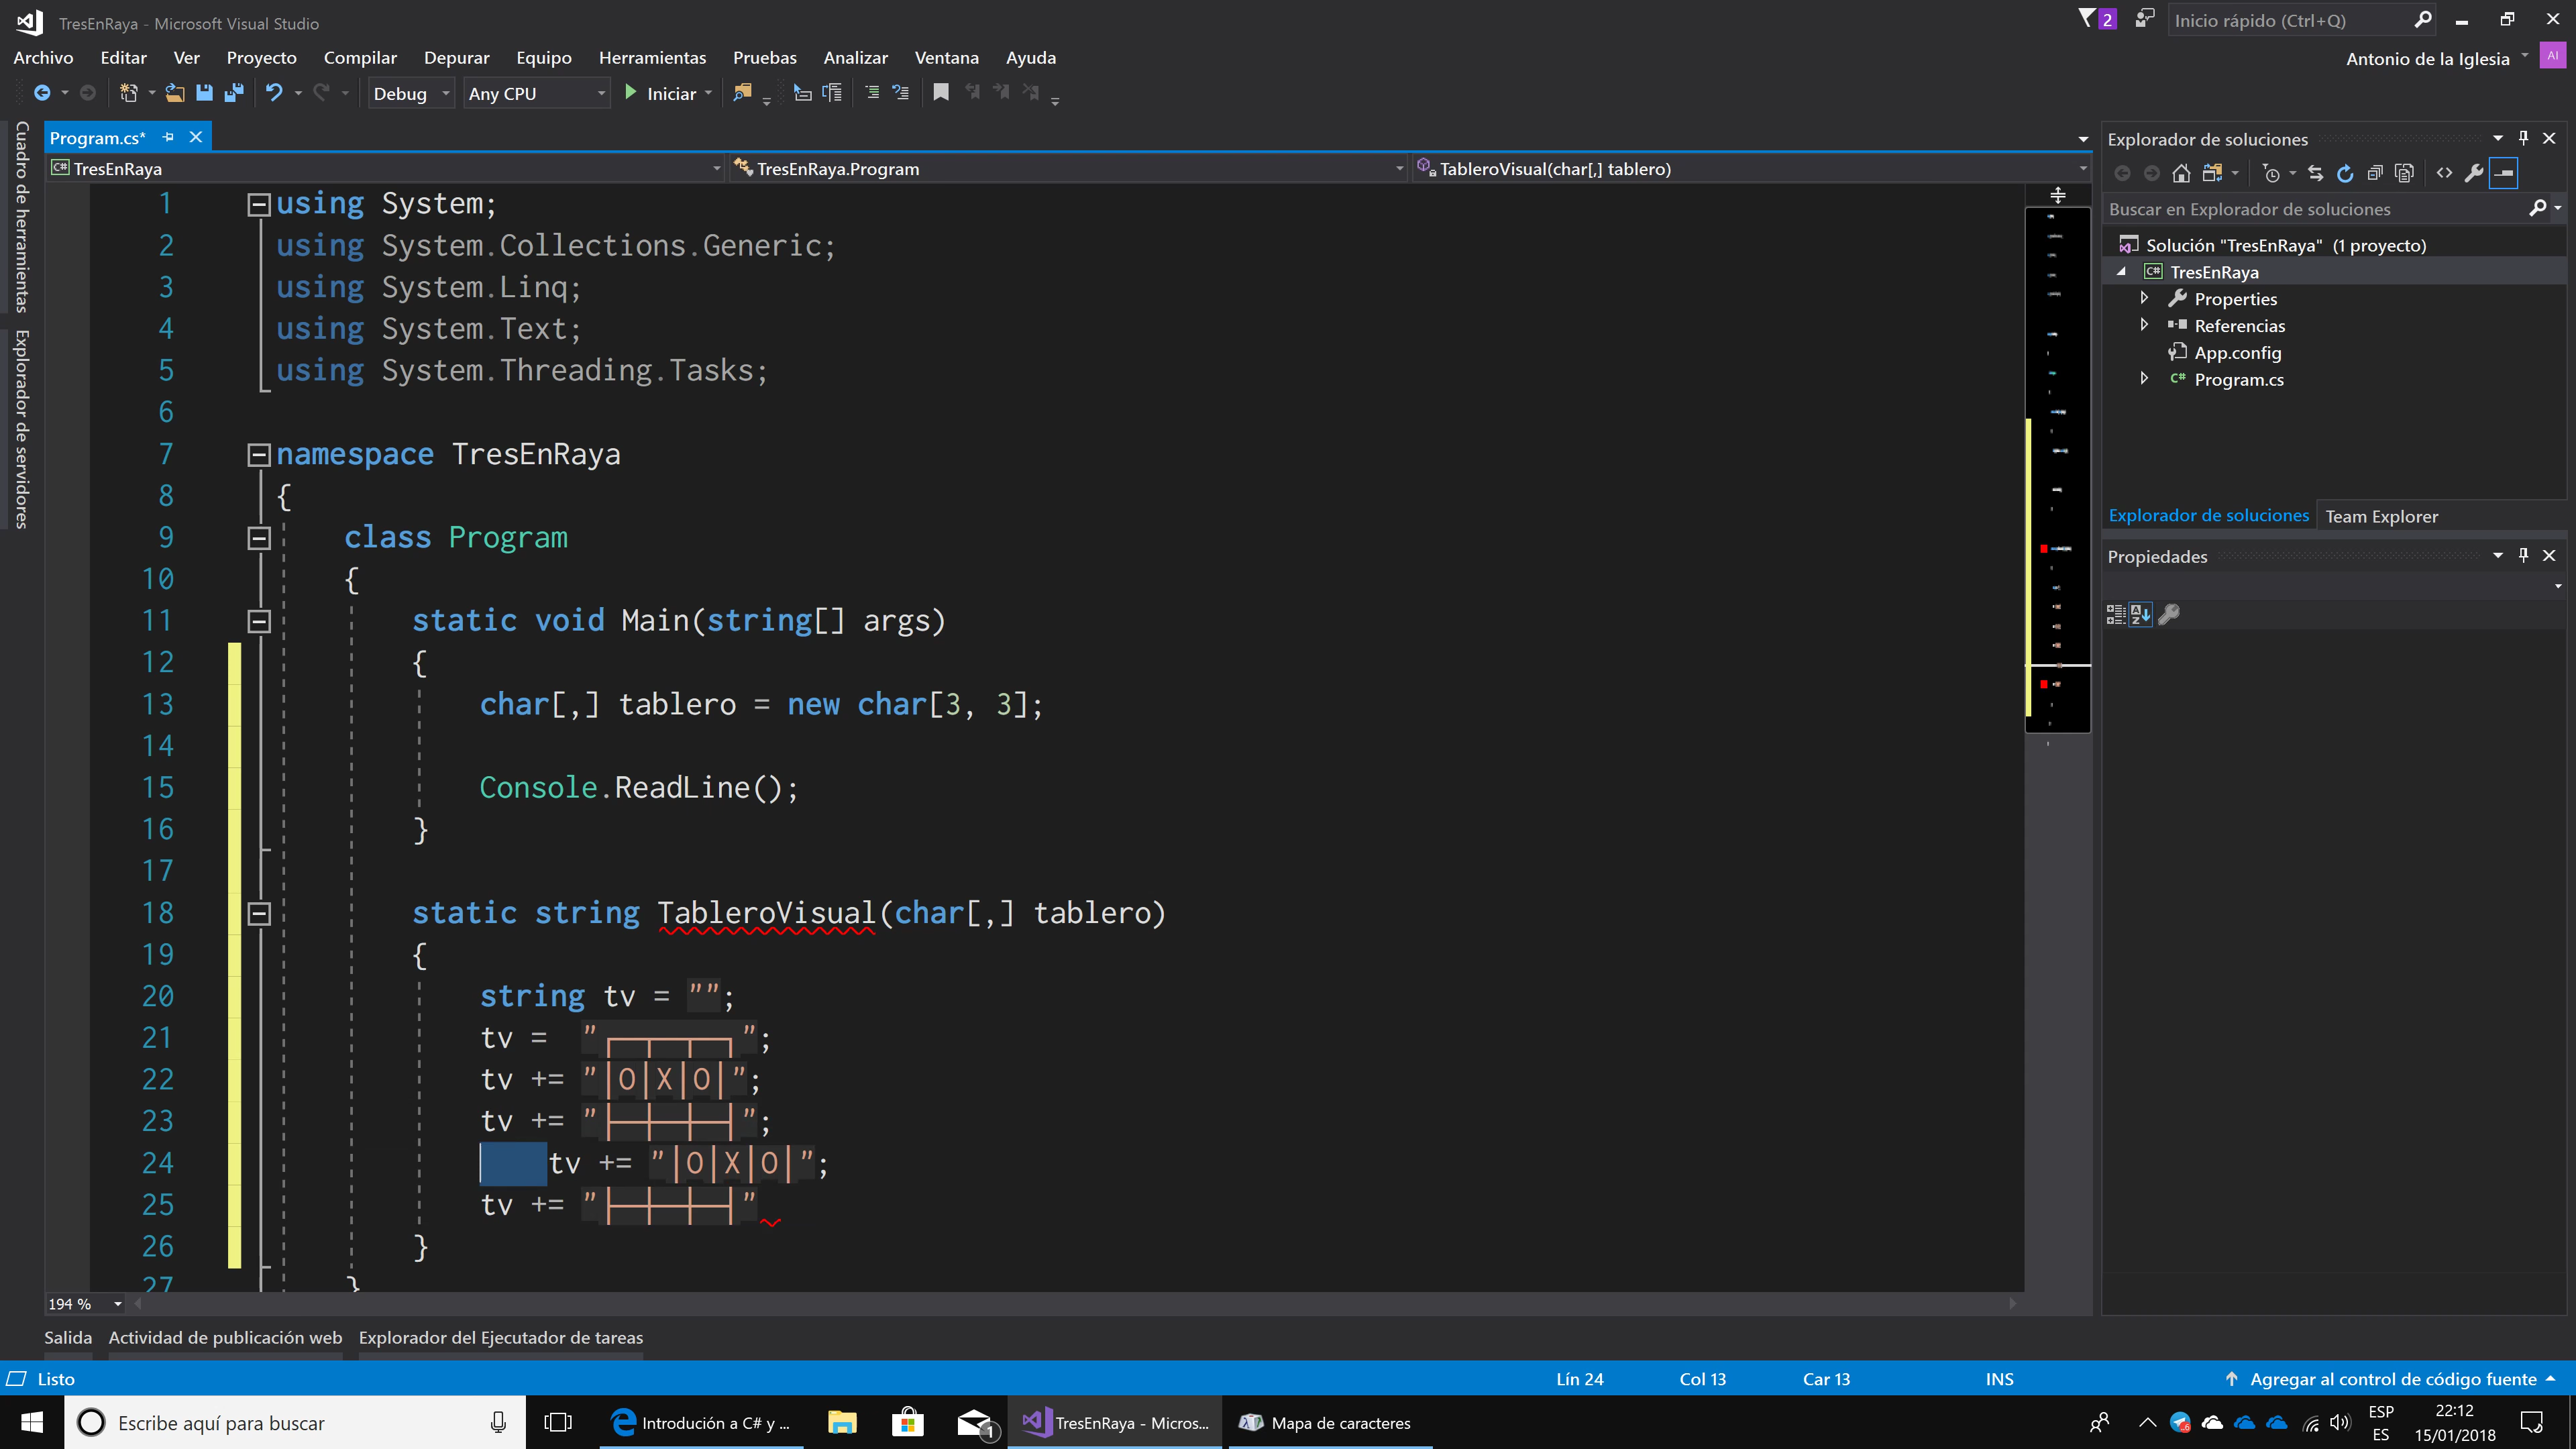 TresEnRaya - Microsoft Visual Studio
2
Inicio rápido (Ctrl+Q)
Archivo Editar Ver Proyecto Compilar Depurar Equipo Herramientas Pruebas Analizar Ventana Ayuda
Antonio de la Iglesia AI
Debug Any CPU Iniciar
Cuadro de herramientas
Explorador de servidores
Program.cs*
TresEnRaya TresEnRaya.Program TableroVisual(char[,] tablero)
1 using System;
2 using System.Collections.Generic;
3 using System.Linq;
4 using System.Text;
5 using System.Threading.Tasks;
6
7 namespace TresEnRaya
8 {
9 class Program
10 {
11 static void Main(string[] args)
12 {
13 char[,] tablero = new char[3, 3];
14
15 Console.ReadLine();
16 }
17
18 static string TableroVisual(char[,] tablero)
19 {
20 string tv = "";
21 tv = "┌┬┬┐";
22 tv += "|O|X|O|";
23 tv += "├┼┼┤";
24 tv += "|O|X|O|";
25 tv += "├┼┼┤"
26 }
27 }
194 %
Explorador de soluciones
Buscar en Explorador de soluciones
Solución "TresEnRaya" (1 proyecto)
C# TresEnRaya
Properties
Referencias
App.config
C# Program.cs
Explorador de soluciones Team Explorer
Propiedades
Salida Actividad de publicación web Explorador del Ejecutador de tareas
Listo Lín 24 Col 13 Car 13 INS Agregar al control de código fuente
Escribe aquí para buscar
Introdución a C# y ...
1
TresEnRaya - Micros...
Mapa de caracteres
ESP
ES
22:12
15/01/2018